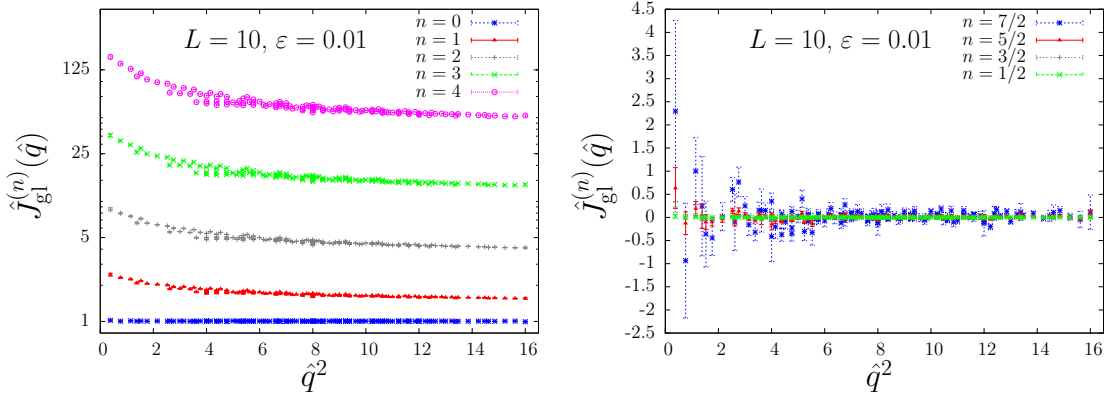 L = 10, ε = 0.01
n = 0
n = 1
n = 2
n = 3
n = 4
125
25
5
1
0 2 4 6 8 10 12 14 16
Ĵ_gl^(n)(q̂)
q̂²
L = 10, ε = 0.01
n = 7/2
n = 5/2
n = 3/2
n = 1/2
4.5
4
3.5
3
2.5
2
1.5
1
0.5
0
-0.5
-1
-1.5
-2
-2.5
0 2 4 6 8 10 12 14 16
Ĵ_gl^(n)(q̂)
q̂²